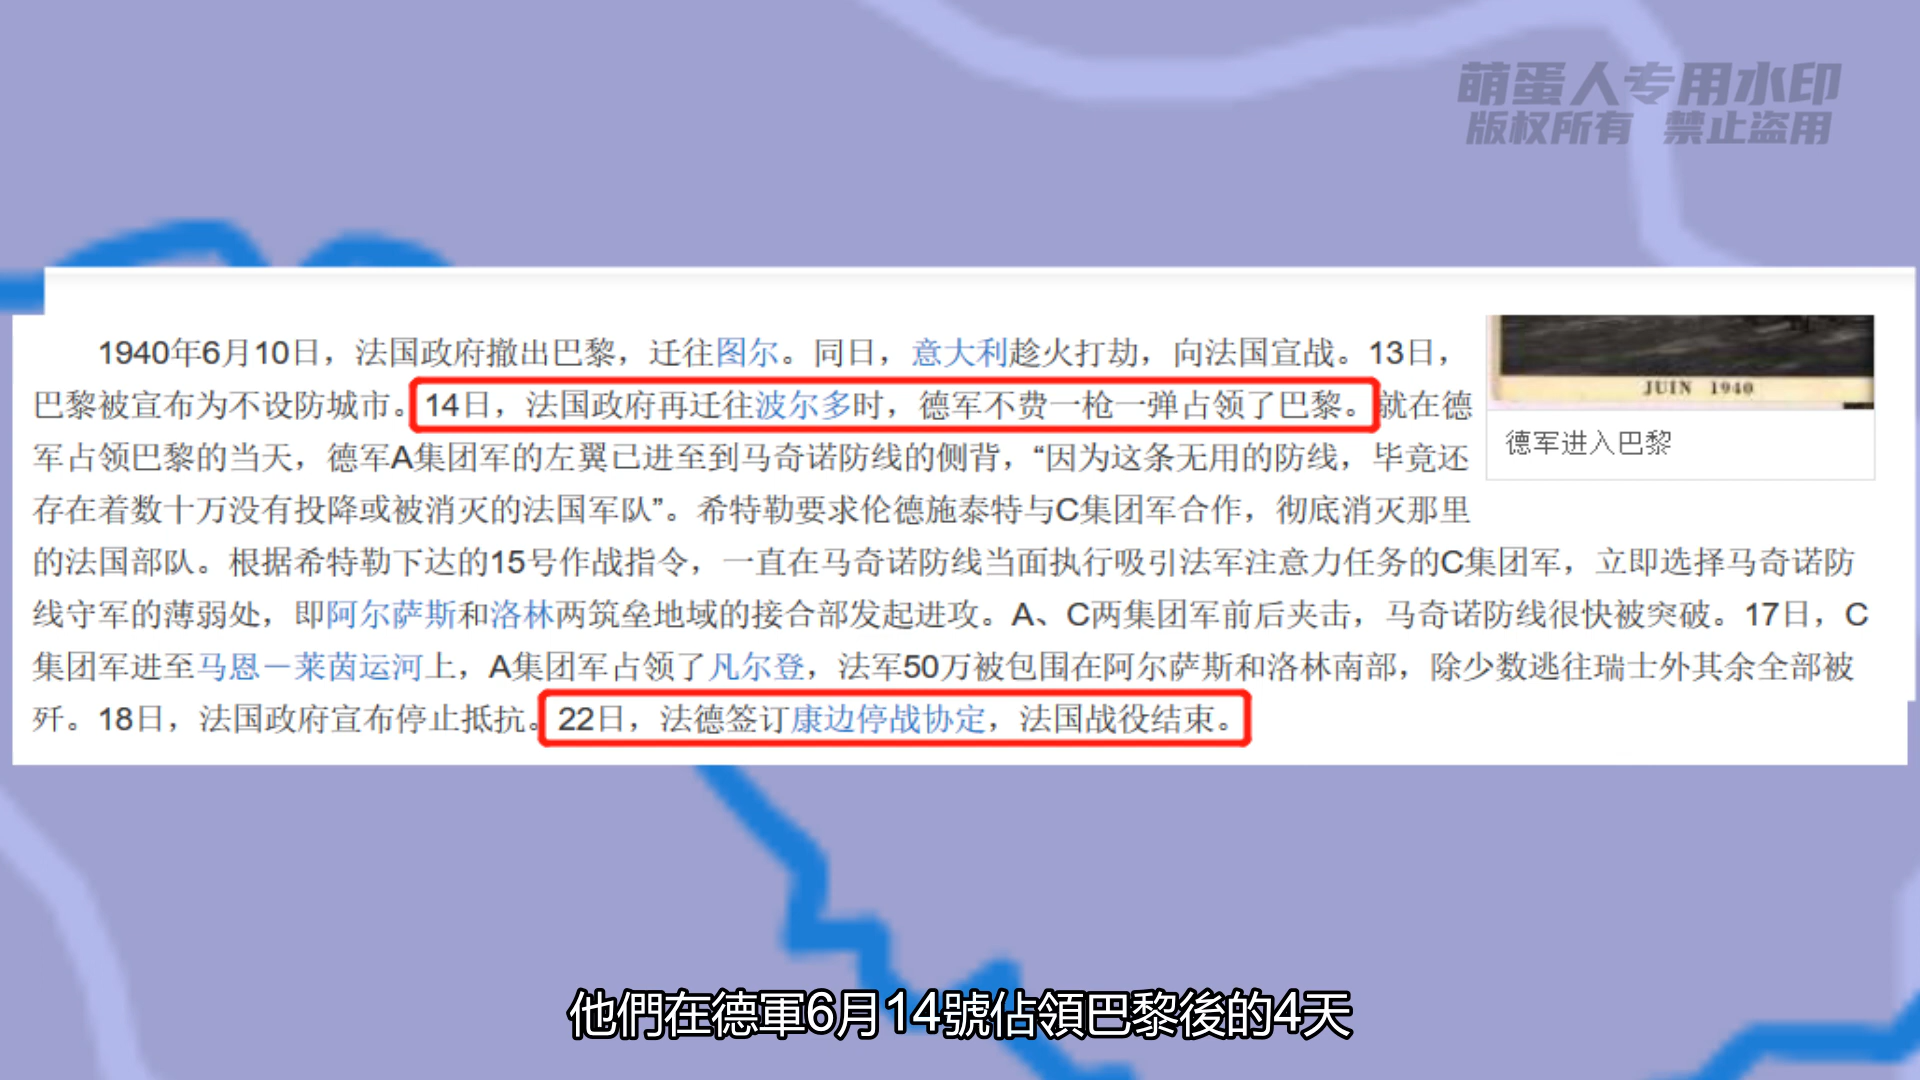 萌蛋人专用水印
版权所有 禁止盗用
1940年6月10日，法国政府撤出巴黎，迁往图尔。同日，意大利趁火打劫，向法国宣战。13日，
巴黎被宣布为不设防城市。14日，法国政府再迁往波尔多时，德军不费一枪一弹占领了巴黎。就在德
军占领巴黎的当天，德军A集团军的左翼已进至到马奇诺防线的侧背，“因为这条无用的防线，毕竟还
存在着数十万没有投降或被消灭的法国军队”。希特勒要求伦德施泰特与C集团军合作，彻底消灭那里
的法国部队。根据希特勒下达的15号作战指令，一直在马奇诺防线当面执行吸引法军注意力任务的C集团军，立即选择马奇诺防
线守军的薄弱处，即阿尔萨斯和洛林两筑垒地域的接合部发起进攻。A、C两集团军前后夹击，马奇诺防线很快被突破。17日，C
集团军进至马恩－莱茵运河上，A集团军占领了凡尔登，法军50万被包围在阿尔萨斯和洛林南部，除少数逃往瑞士外其余全部被
歼。18日，法国政府宣布停止抵抗。22日，法德签订康边停战协定，法国战役结束。
JUIN 1940
德军进入巴黎
他們在德軍6月14號佔領巴黎後的4天